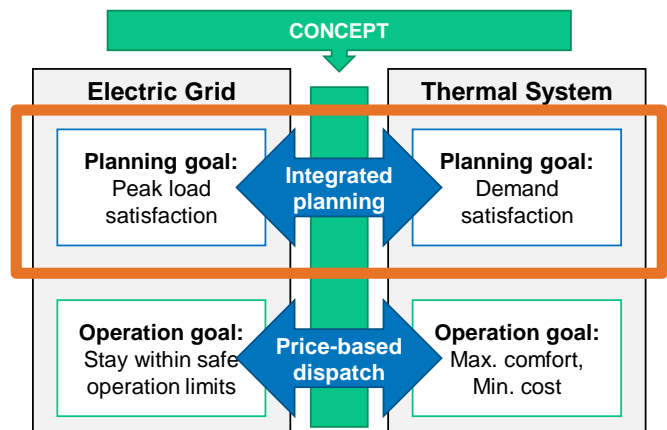 CONCEPT
Electric Grid
Thermal System
Planning goal:
Peak load
satisfaction
Integrated
planning
Planning goal:
Demand
satisfaction
Operation goal:
Stay within safe
operation limits
Price-based
dispatch
Operation goal:
Max. comfort,
Min. cost